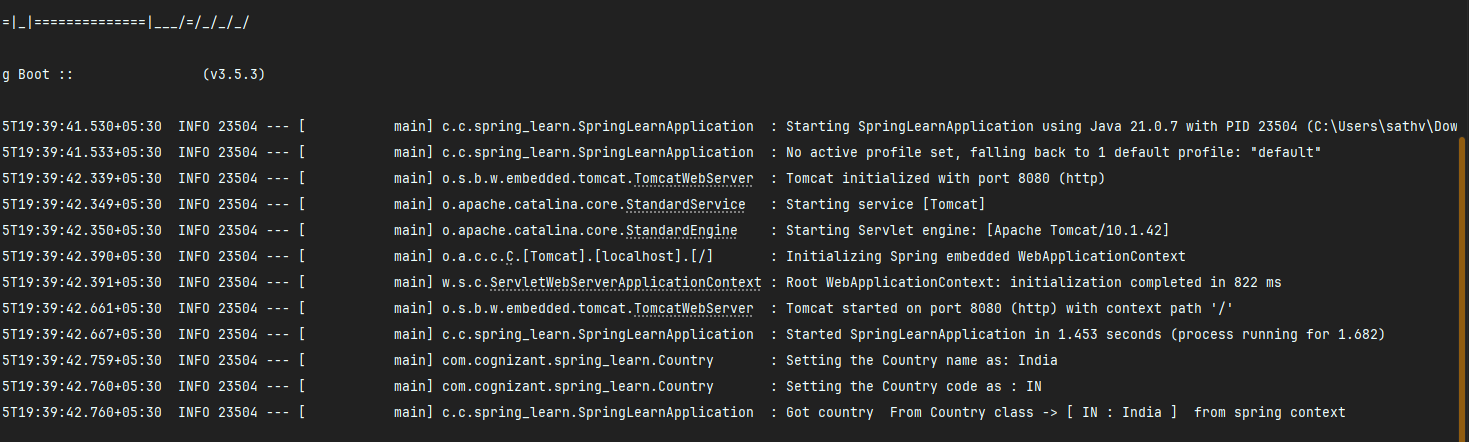 =|_|==============|___/=/_/_/_/
g Boot ::                (v3.5.3)
5T19:39:41.530+05:30  INFO 23504 --- [           main] c.c.spring_learn.SpringLearnApplication  : Starting SpringLearnApplication using Java 21.0.7 with PID 23504 (C:\Users\sathv\Dow
5T19:39:41.533+05:30  INFO 23504 --- [           main] c.c.spring_learn.SpringLearnApplication  : No active profile set, falling back to 1 default profile: "default"
5T19:39:42.339+05:30  INFO 23504 --- [           main] o.s.b.w.embedded.tomcat.TomcatWebServer  : Tomcat initialized with port 8080 (http)
5T19:39:42.349+05:30  INFO 23504 --- [           main] o.apache.catalina.core.StandardService   : Starting service [Tomcat]
5T19:39:42.350+05:30  INFO 23504 --- [           main] o.apache.catalina.core.StandardEngine    : Starting Servlet engine: [Apache Tomcat/10.1.42]
5T19:39:42.390+05:30  INFO 23504 --- [           main] o.a.c.c.C.[Tomcat].[localhost].[/]       : Initializing Spring embedded WebApplicationContext
5T19:39:42.391+05:30  INFO 23504 --- [           main] w.s.c.ServletWebServerApplicationContext : Root WebApplicationContext: initialization completed in 822 ms
5T19:39:42.661+05:30  INFO 23504 --- [           main] o.s.b.w.embedded.tomcat.TomcatWebServer  : Tomcat started on port 8080 (http) with context path '/'
5T19:39:42.667+05:30  INFO 23504 --- [           main] c.c.spring_learn.SpringLearnApplication  : Started SpringLearnApplication in 1.453 seconds (process running for 1.682)
5T19:39:42.759+05:30  INFO 23504 --- [           main] com.cognizant.spring_learn.Country       : Setting the Country name as: India
5T19:39:42.760+05:30  INFO 23504 --- [           main] com.cognizant.spring_learn.Country       : Setting the Country code as : IN
5T19:39:42.760+05:30  INFO 23504 --- [           main] c.c.spring_learn.SpringLearnApplication  : Got country  From Country class -> [ IN : India ]  from spring context